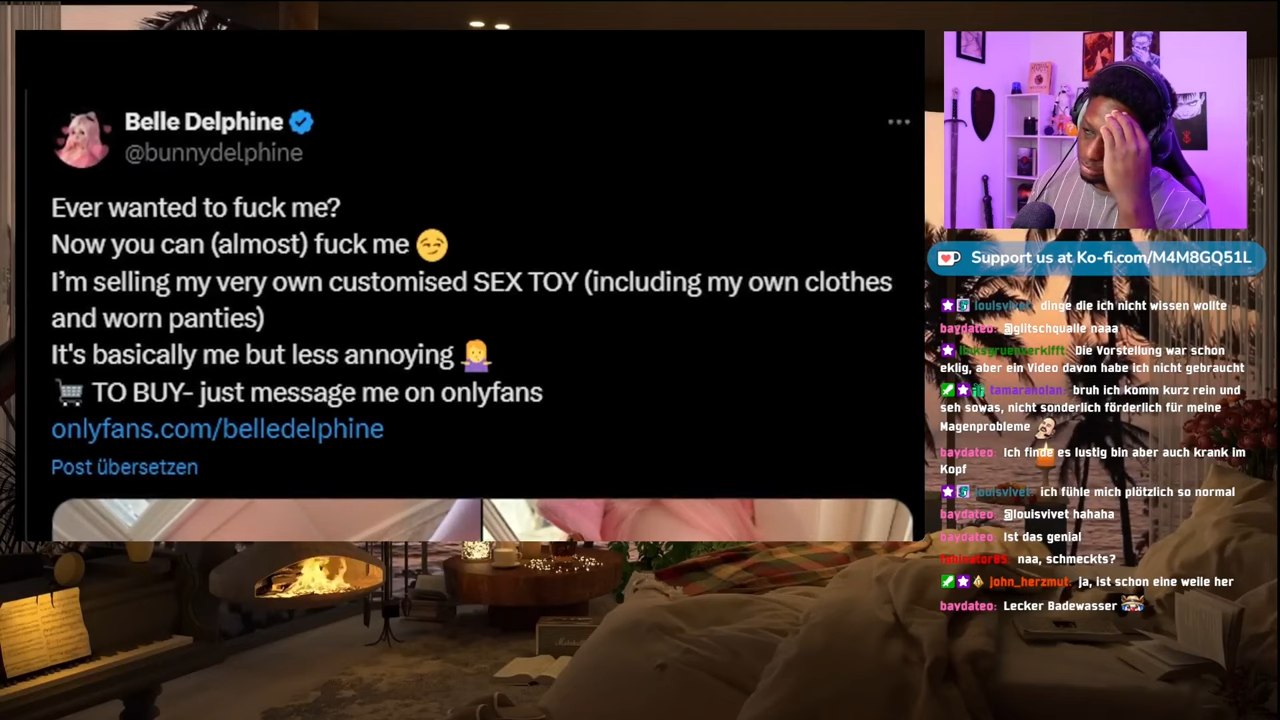 Belle Delphine
@bunnydelphine
Ever wanted to fuck me?
Now you can (almost) fuck me 😏
I'm selling my very own customised SEX TOY (including my own clothes
and worn panties)
It's basically me but less annoying 🤷‍♀️
🛒 TO BUY- just message me on onlyfans
onlyfans.com/belledelphine
Post übersetzen
Support us at Ko-fi.com/M4M8GQ51L
louisvivet: dinge die ich nicht wissen wollte
baydateo: @glitschqualle naaa
Die Vorstellung war schon
eklig, aber ein Video davon habe ich nicht gebraucht
tamaranolan: bruh ich komm kurz rein und
seh sowas, nicht sonderlich förderlich für meine
Magenprobleme
baydateo: Ich finde es lustig bin aber auch krank im
Kopf
louisvivet: ich fühle mich plötzlich so normal
baydateo: @louisvivet hahaha
baydateo: Ist das genial
naa, schmeckts?
john_herzmut: ja, ist schon eine weile her
baydateo: Lecker Badewasser